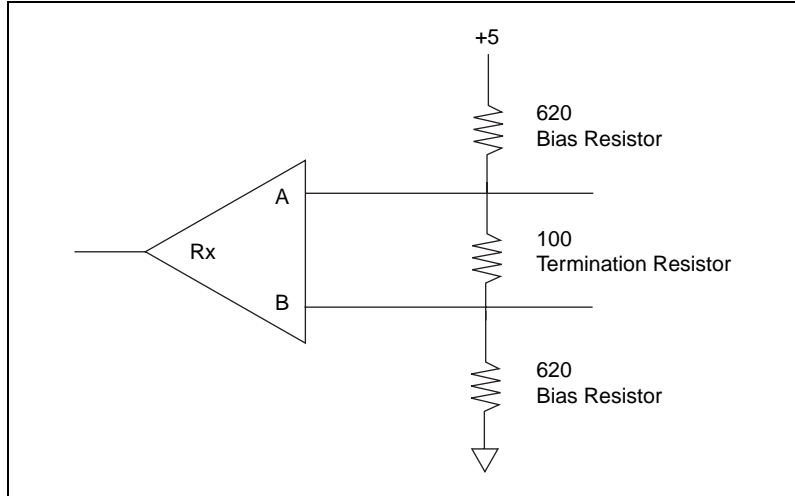 +5
620
Bias Resistor
A
100
Termination Resistor
Rx
B
620
Bias Resistor